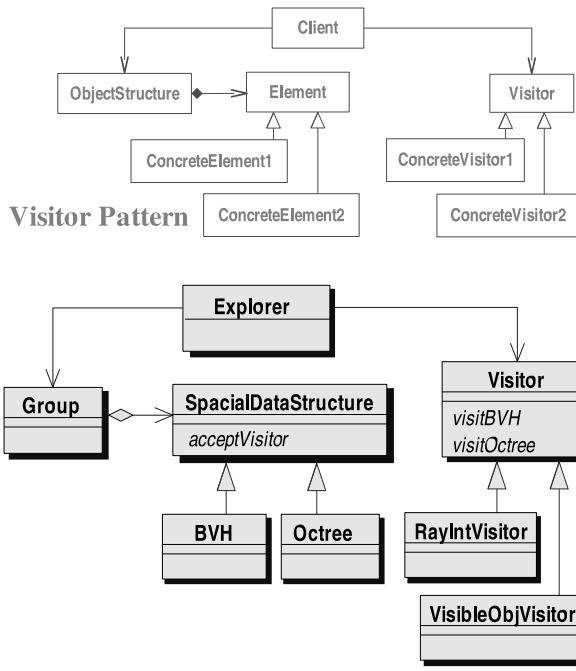 Client
ObjectStructure
Element
Visitor
ConcreteElement1
ConcreteVisitor1
Visitor Pattern
ConcreteElement2
ConcreteVisitor2
Explorer
Group
SpacialDataStructure
acceptVisitor
Visitor
visitBVH
visitOctree
BVH
Octree
RayIntVisitor
VisibleObjVisitor